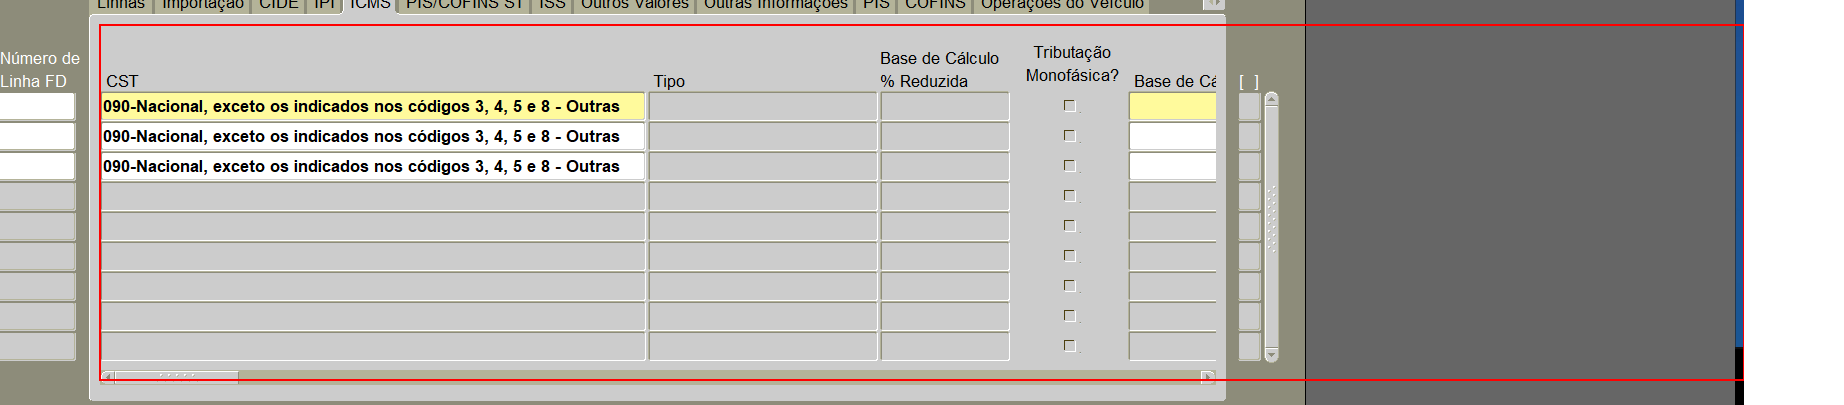 Linhas Importação CIDE IPI ICMS PIS/COFINS ST ISS Outros Valores Outras Informações PIS COFINS Operações do Veículo
Número de Linha FD
CST
Tipo
Base de Cálculo
% Reduzida
Tributação
Monofásica?
Base de Cá
[ ]
090-Nacional, exceto os indicados nos códigos 3, 4, 5 e 8 - Outras
090-Nacional, exceto os indicados nos códigos 3, 4, 5 e 8 - Outras
090-Nacional, exceto os indicados nos códigos 3, 4, 5 e 8 - Outras